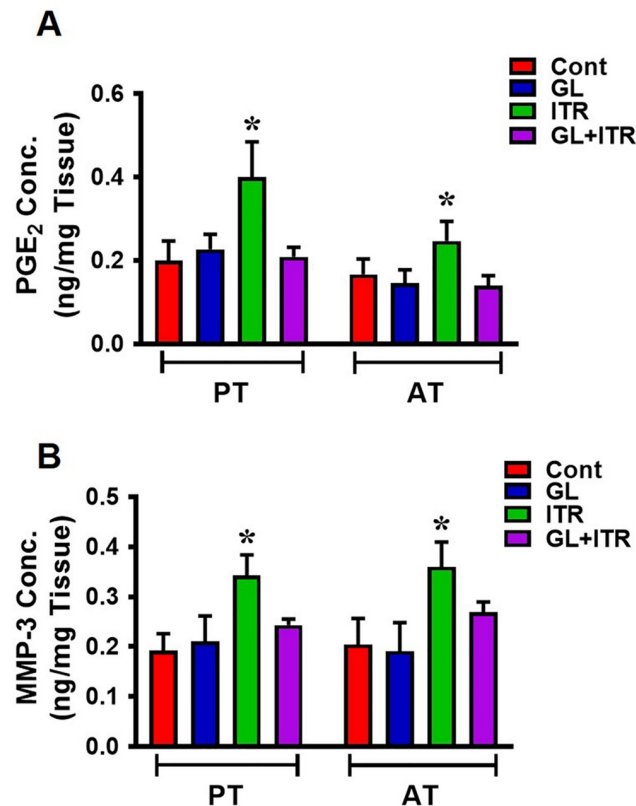 A
Cont
GL
ITR
GL+ITR
PGE2 Conc.
(ng/mg Tissue)
0.6
0.4
0.2
0.0
*
*
PT
AT
B
Cont
GL
ITR
GL+ITR
MMP-3 Conc.
(ng/mg Tissue)
0.5
0.4
0.3
0.2
0.1
0.0
*
*
PT
AT